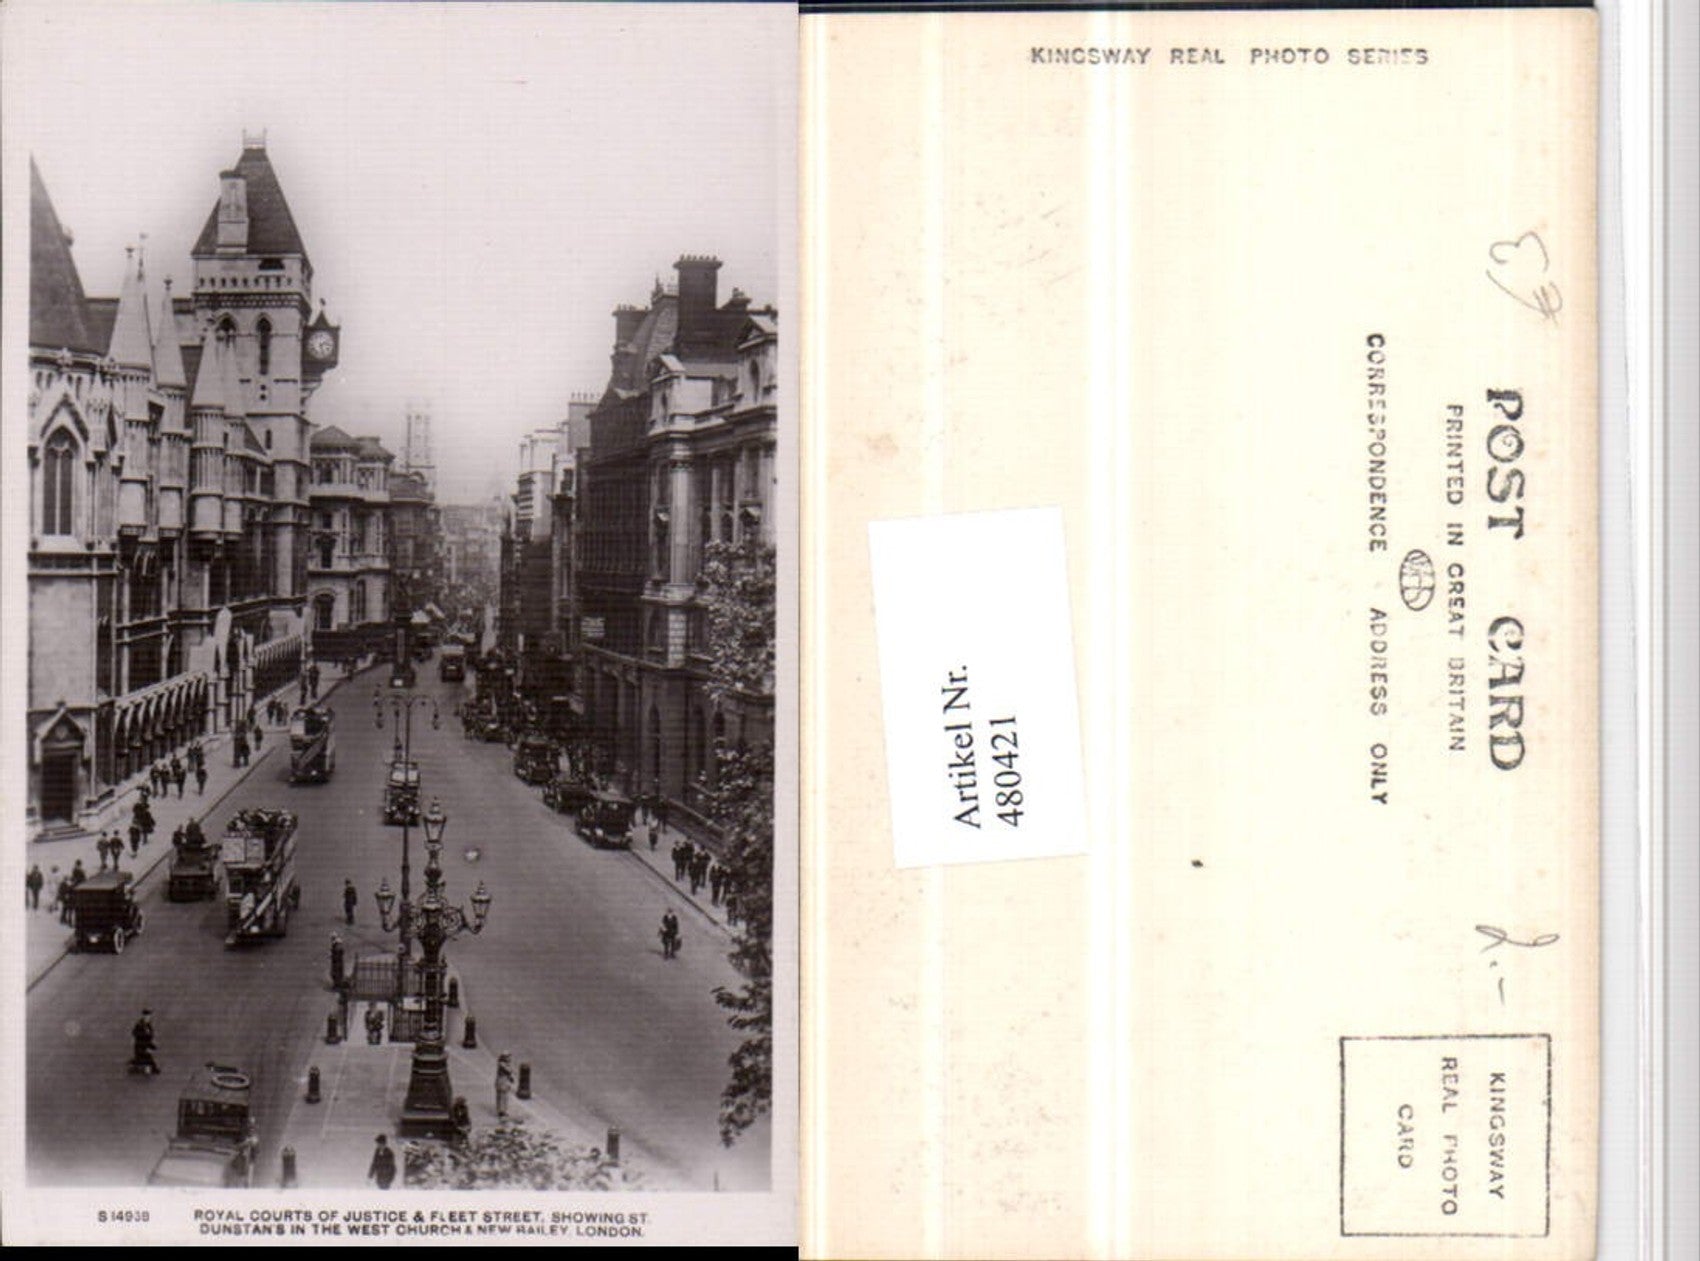 S 14938 ROYAL COURTS OF JUSTICE & FLEET STREET, SHOWING ST.
DUNSTAN'S IN THE WEST CHURCH & NEW BAILEY, LONDON.
KINGSWAY REAL PHOTO SERIES
POST CARD
PRINTED IN GREAT BRITAIN
CORRESPONDENCE ADDRESS ONLY
Artikel Nr.
480421
2.-
KINGSWAY
REAL PHOTO
CARD